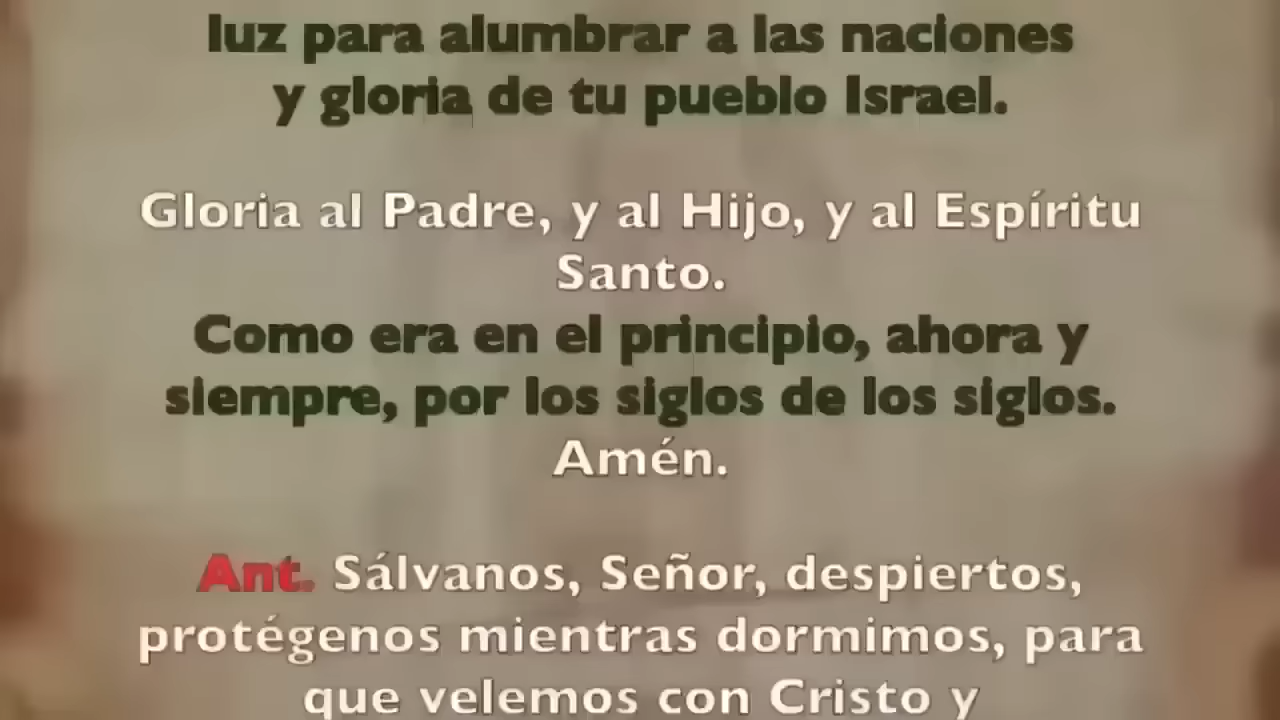 luz para alumbrar a las naciones
y gloria de tu pueblo Israel.
Gloria al Padre, y al Hijo, y al Espíritu
Santo.
Como era en el principio, ahora y
siempre, por los siglos de los siglos.
Amén.
Ant. Sálvanos, Señor, despiertos,
protégenos mientras dormimos, para
que velemos con Cristo y